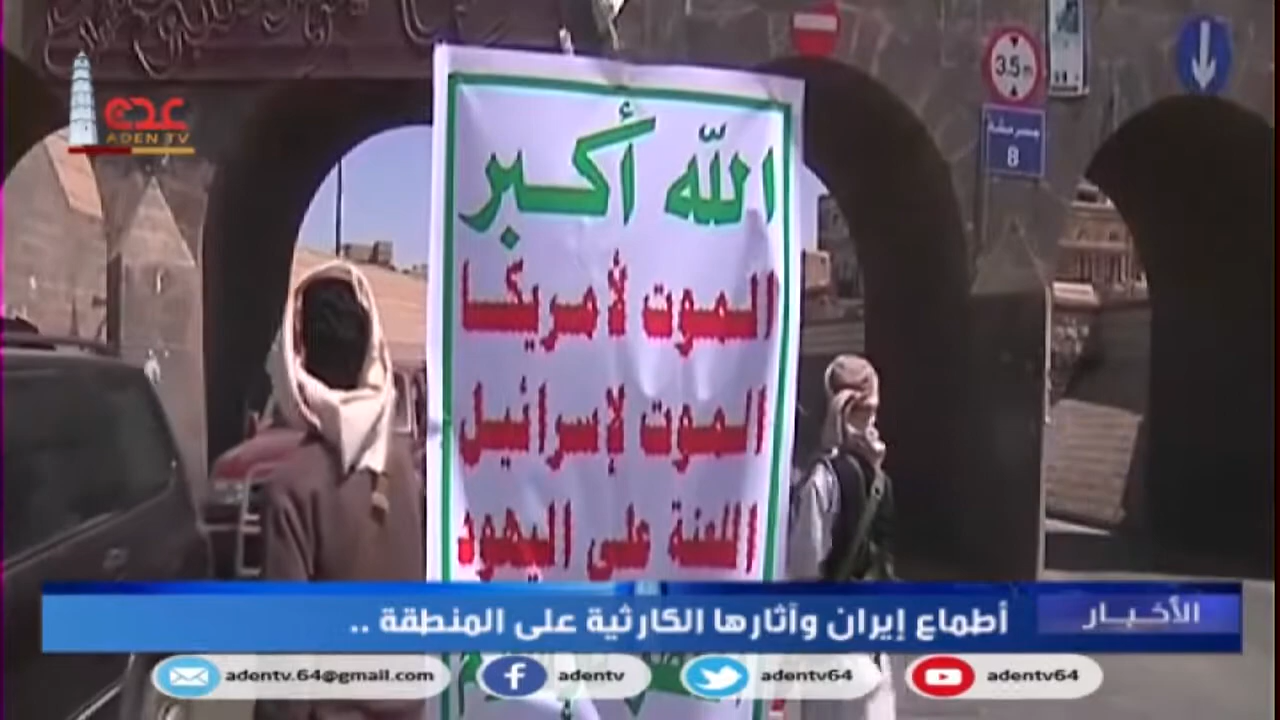 عدن
ADEN TV
3.5m
8
الله أكبر
الموت لأمريكا
الموت لإسرائيل
اللعنة على اليهود
الأخبار
أطماع إيران وآثارها الكارثية على المنطقة ..
adentv.64@gmail.com
adentv
adentv64
adentv64